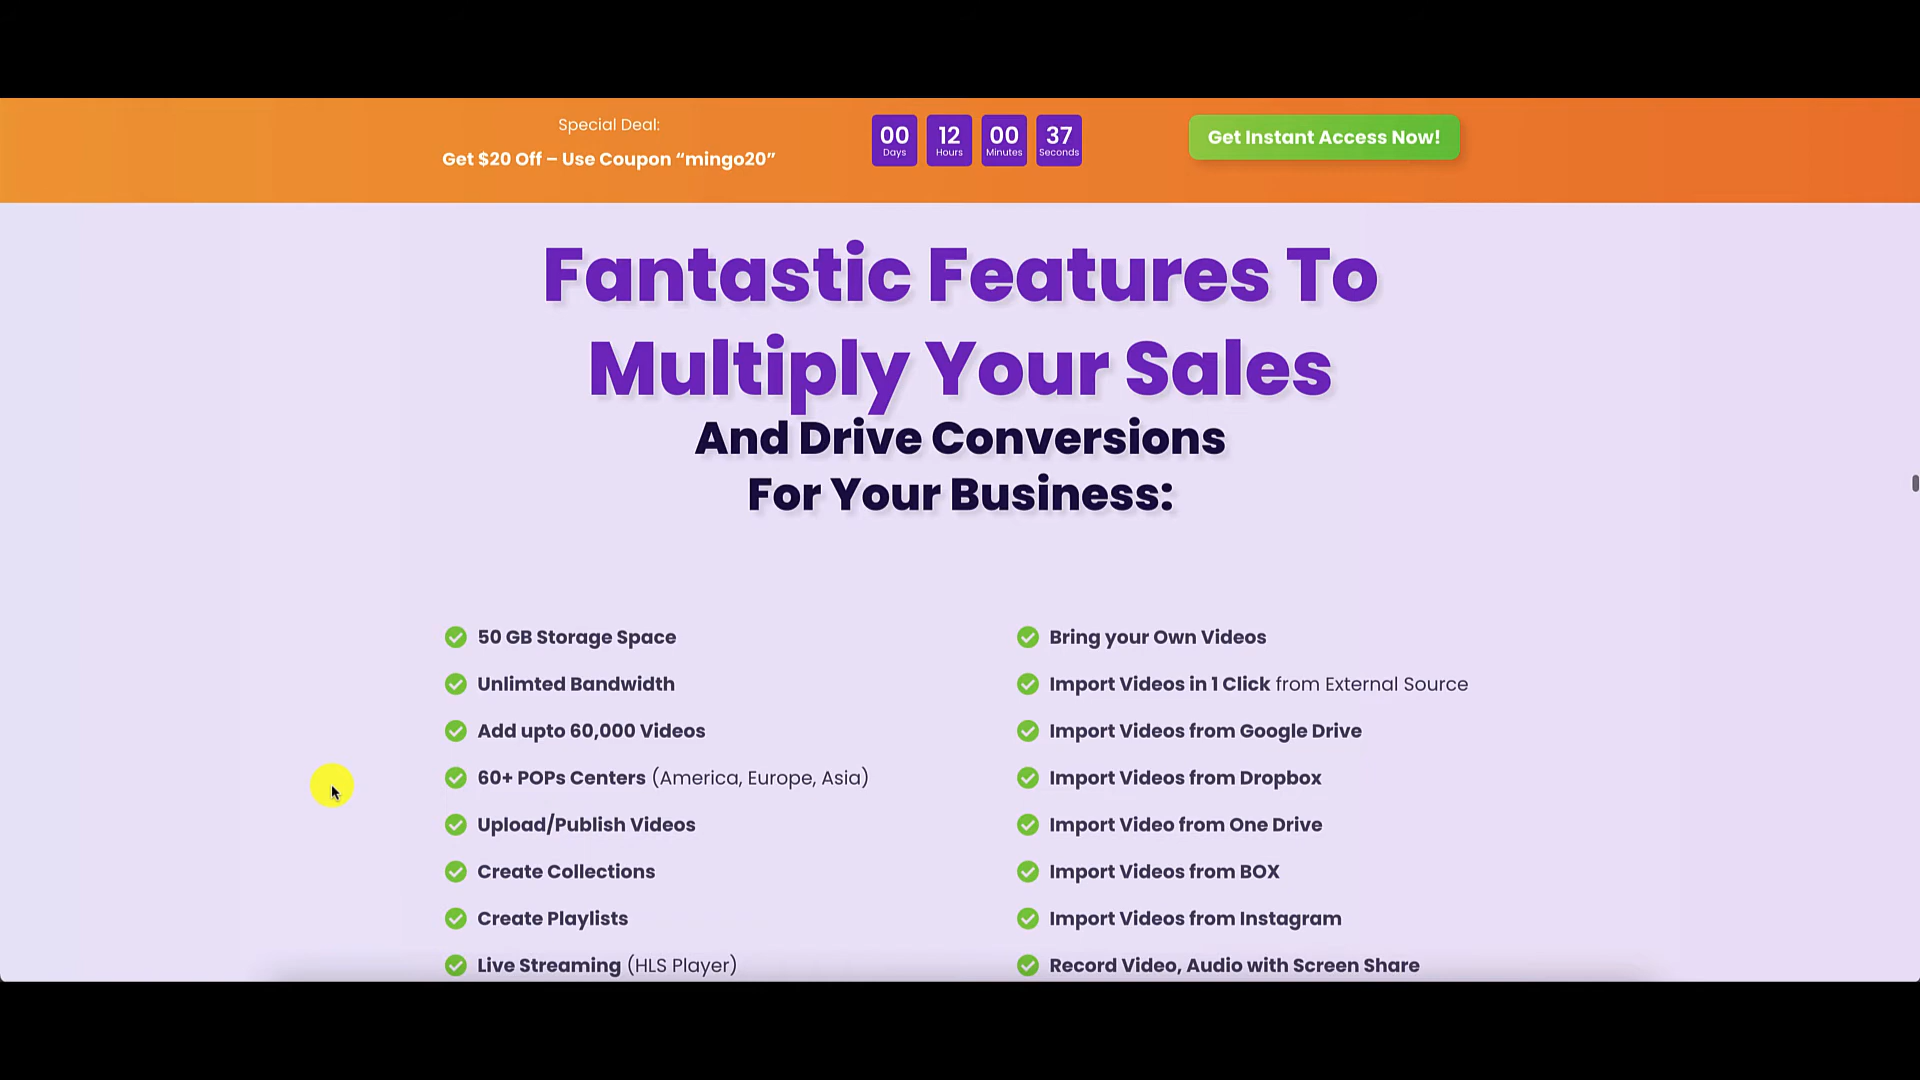 Special Deal:
Get $20 Off – Use Coupon “mingo20”
00 12 00 37
Days Hours Minutes Seconds
Get Instant Access Now!
Fantastic Features To
Multiply Your Sales
And Drive Conversions
For Your Business:
50 GB Storage Space
Unlimted Bandwidth
Add upto 60,000 Videos
60+ POPs Centers (America, Europe, Asia)
Upload/Publish Videos
Create Collections
Create Playlists
Live Streaming (HLS Player)
Bring your Own Videos
Import Videos in 1 Click from External Source
Import Videos from Google Drive
Import Videos from Dropbox
Import Video from One Drive
Import Videos from BOX
Import Videos from Instagram
Record Video, Audio with Screen Share